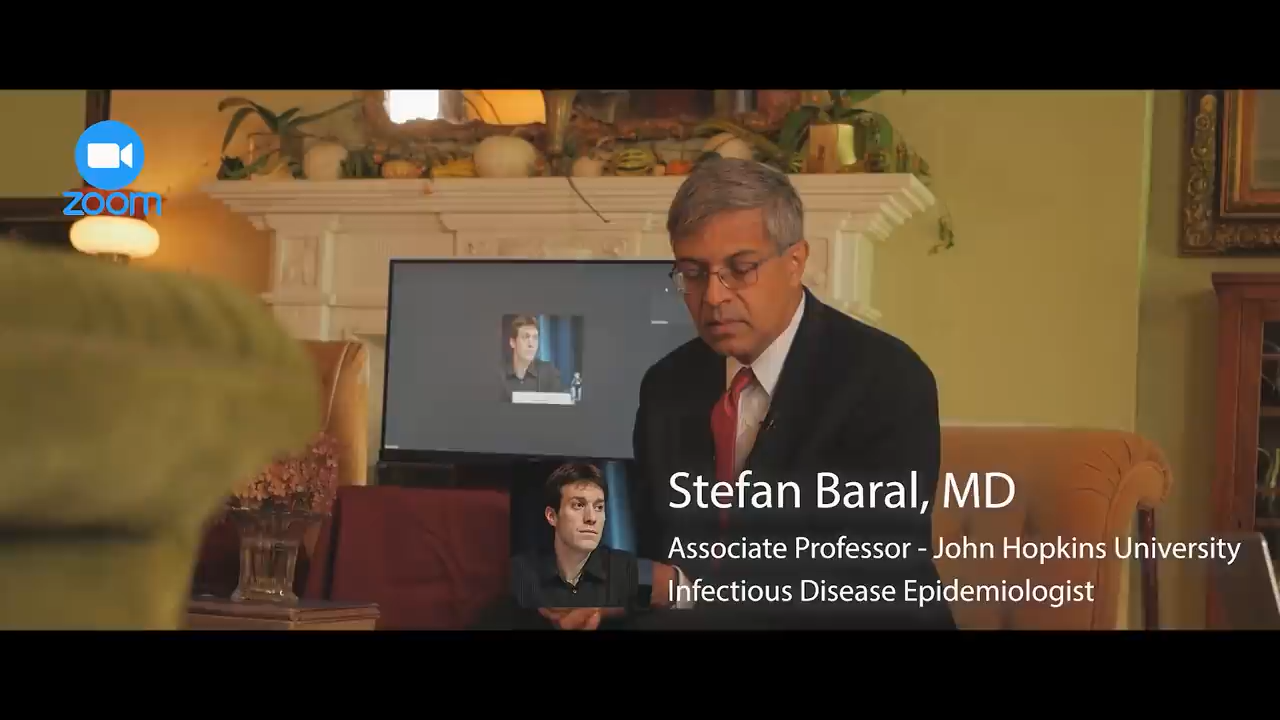 zoom
Stefan Baral, MD
Associate Professor - John Hopkins University
Infectious Disease Epidemiologist